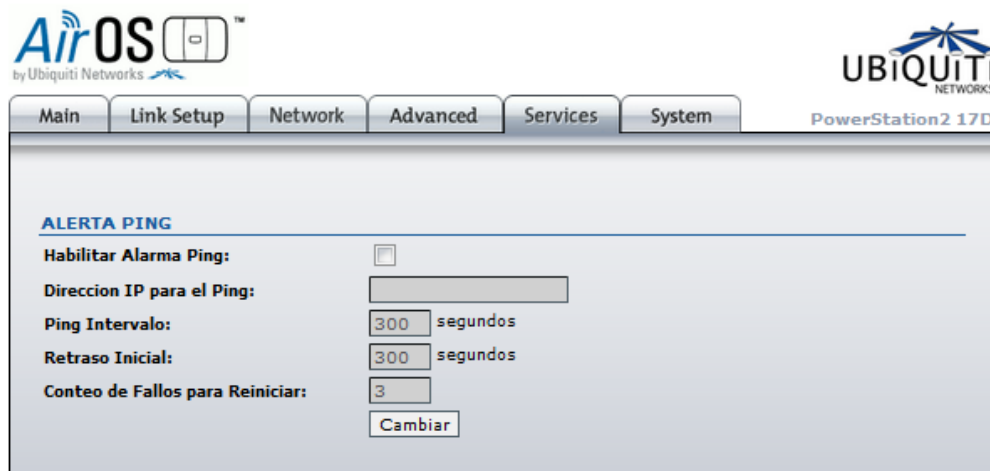 AirOS™
by Ubiquiti Networks
UBiQUiTi
NETWORKS
Main Link Setup Network Advanced Services System
PowerStation2 17D
ALERTA PING
Habilitar Alarma Ping:
Direccion IP para el Ping:
Ping Intervalo: 300 segundos
Retraso Inicial: 300 segundos
Conteo de Fallos para Reiniciar: 3
Cambiar